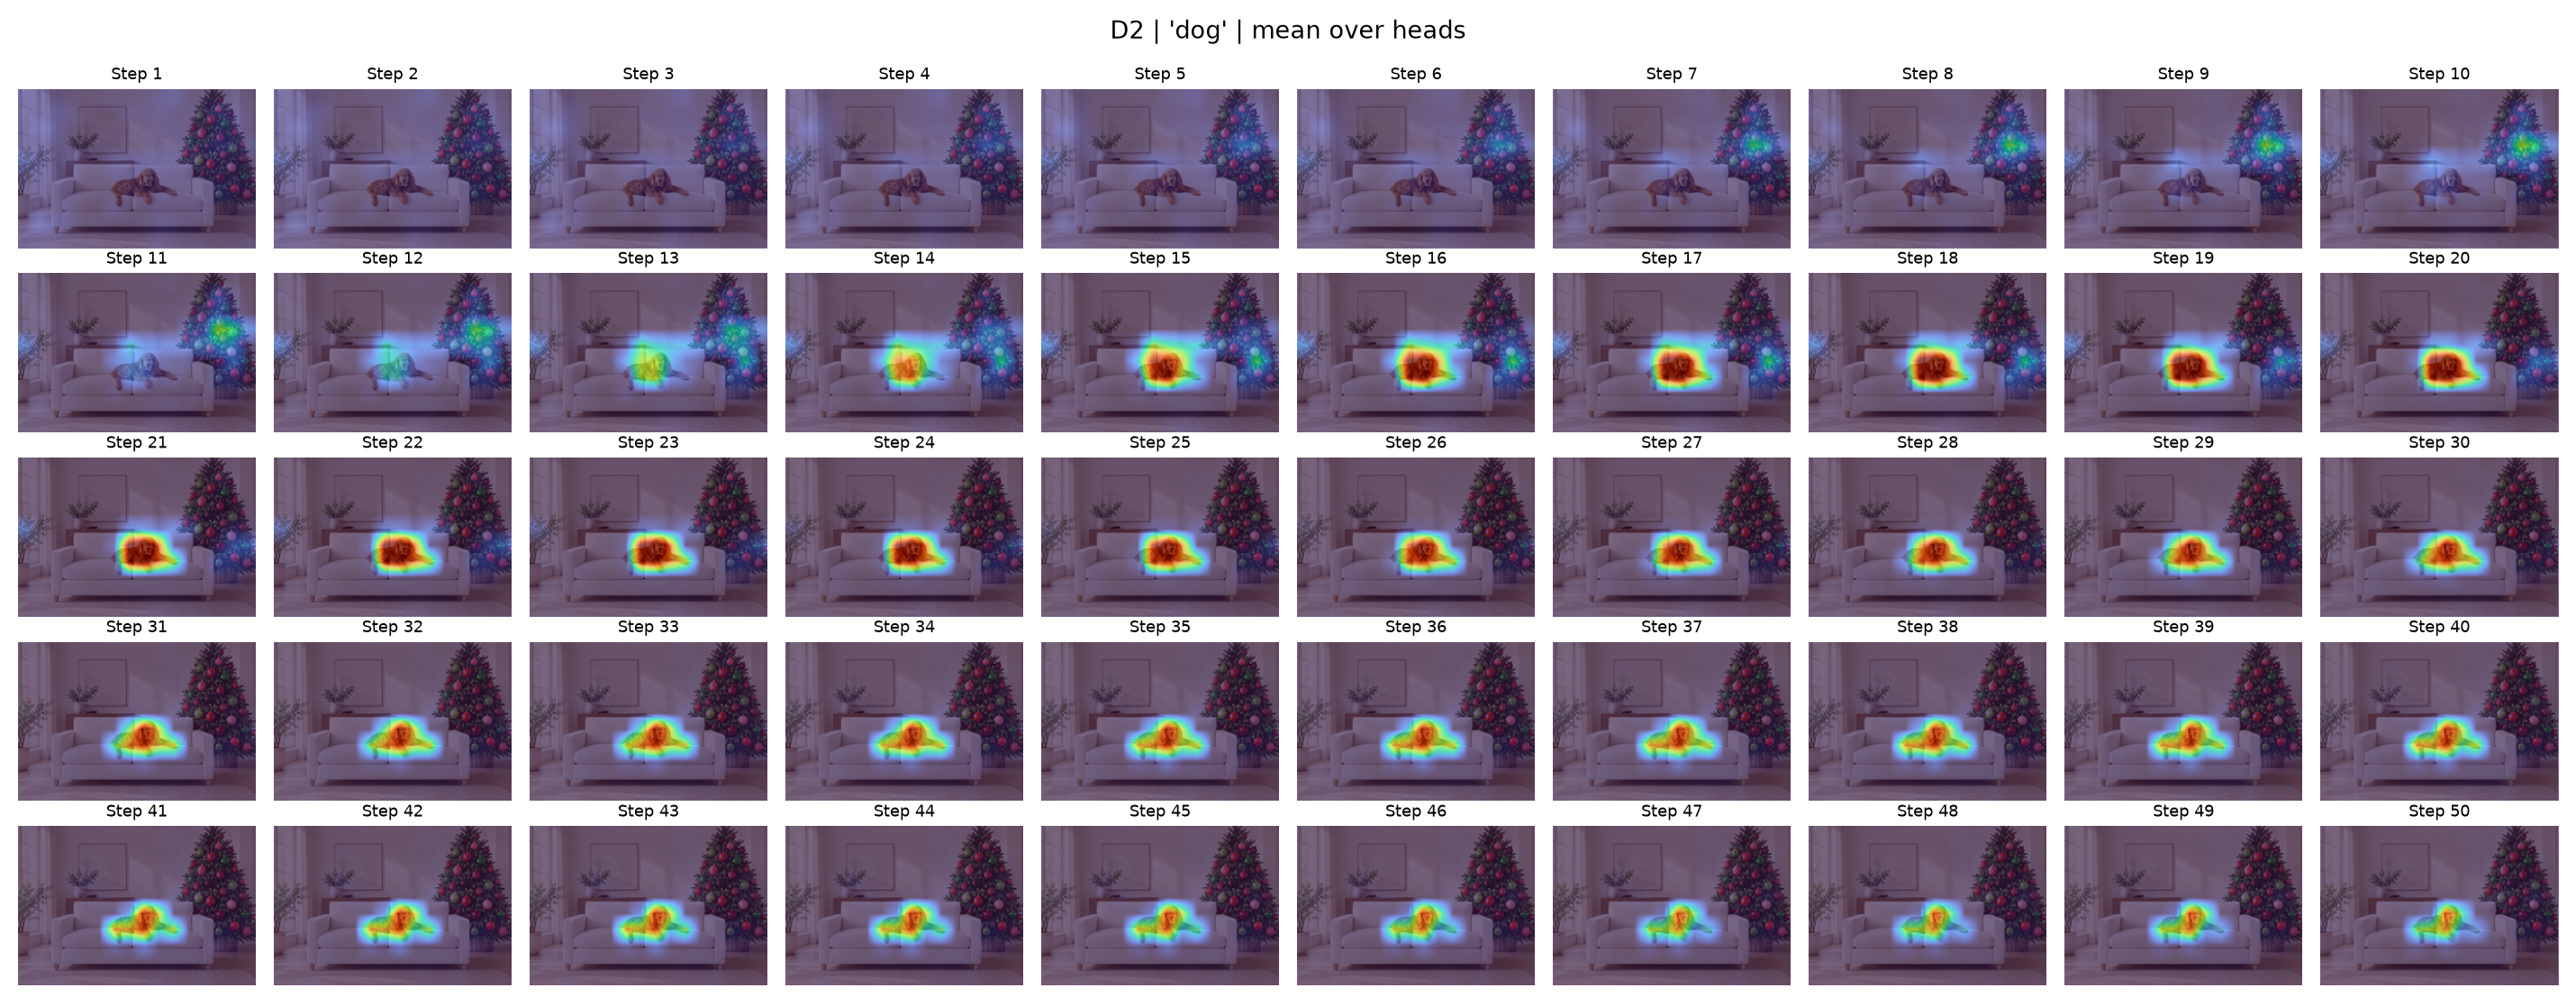 D2 | 'dog' | mean over heads
Step 1 Step 2 Step 3 Step 4 Step 5 Step 6 Step 7 Step 8 Step 9 Step 10
Step 11 Step 12 Step 13 Step 14 Step 15 Step 16 Step 17 Step 18 Step 19 Step 20
Step 21 Step 22 Step 23 Step 24 Step 25 Step 26 Step 27 Step 28 Step 29 Step 30
Step 31 Step 32 Step 33 Step 34 Step 35 Step 36 Step 37 Step 38 Step 39 Step 40
Step 41 Step 42 Step 43 Step 44 Step 45 Step 46 Step 47 Step 48 Step 49 Step 50